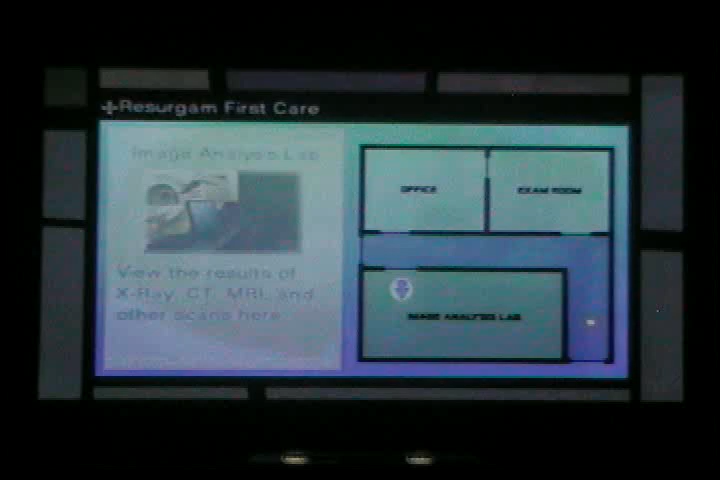 Resurgam First Care
Image Analysis Lab
View the results of
X-Ray, CT, MRI, and
other scans here
OFFICE
EXAM ROOM
IMAGE ANALYSIS LAB